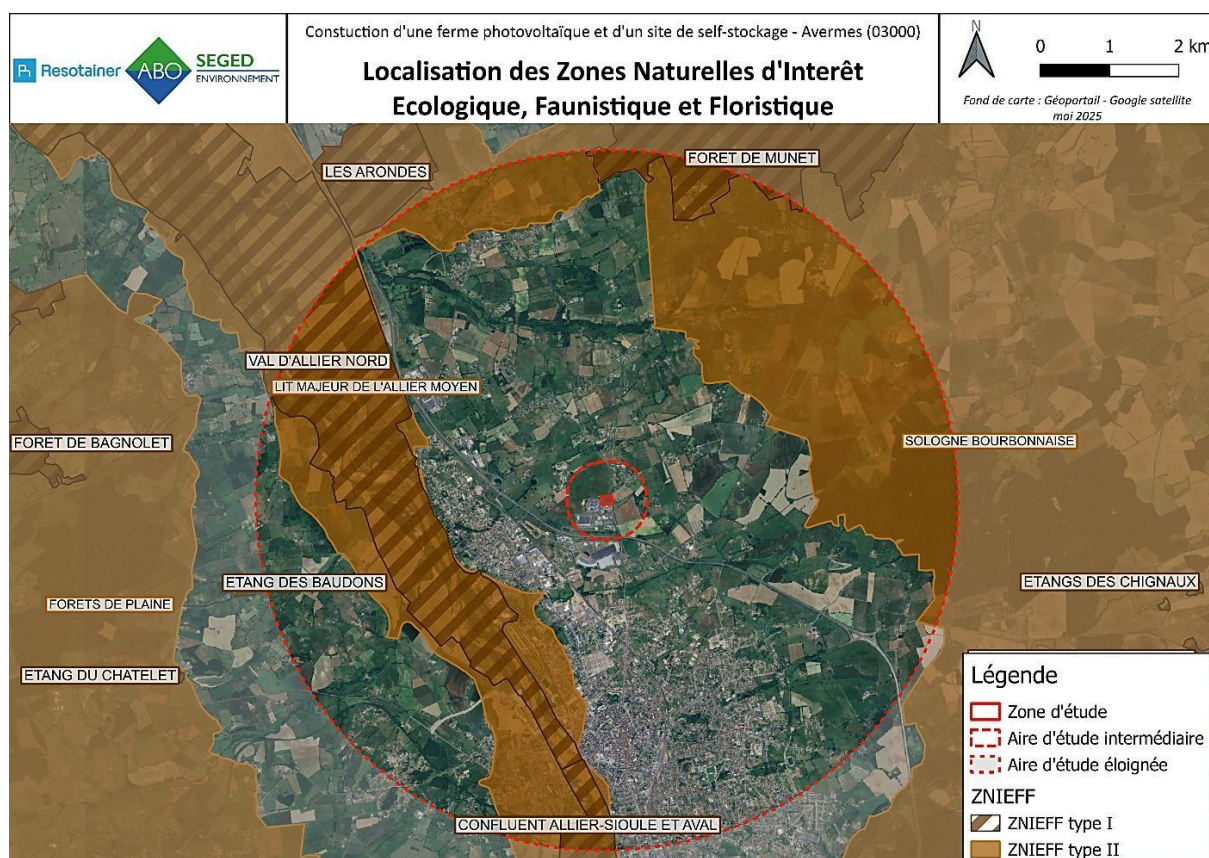 Resotainer
ABO
SEGED
ENVIRONNEMENT
Constuction d'une ferme photovoltaïque et d'un site de self-stockage - Avermes (03000)
Localisation des Zones Naturelles d'Interêt
Ecologique, Faunistique et Floristique
N
0 1 2 km
Fond de carte : Géoportail - Google satellite
mai 2025
FORET DE MUNET
LES ARONDES
VAL D'ALLIER NORD
LIT MAJEUR DE L'ALLIER MOYEN
FORET DE BAGNOLET
SOLOGNE BOURBONNAISE
ETANG DES BAUDONS
ETANGS DES CHIGNAUX
FORETS DE PLAINE
ETANG DU CHATELET
CONFLUENT ALLIER-SIOULE ET AVAL
Légende
Zone d'étude
Aire d'étude intermédiaire
Aire d'étude éloignée
ZNIEFF
ZNIEFF type I
ZNIEFF type II